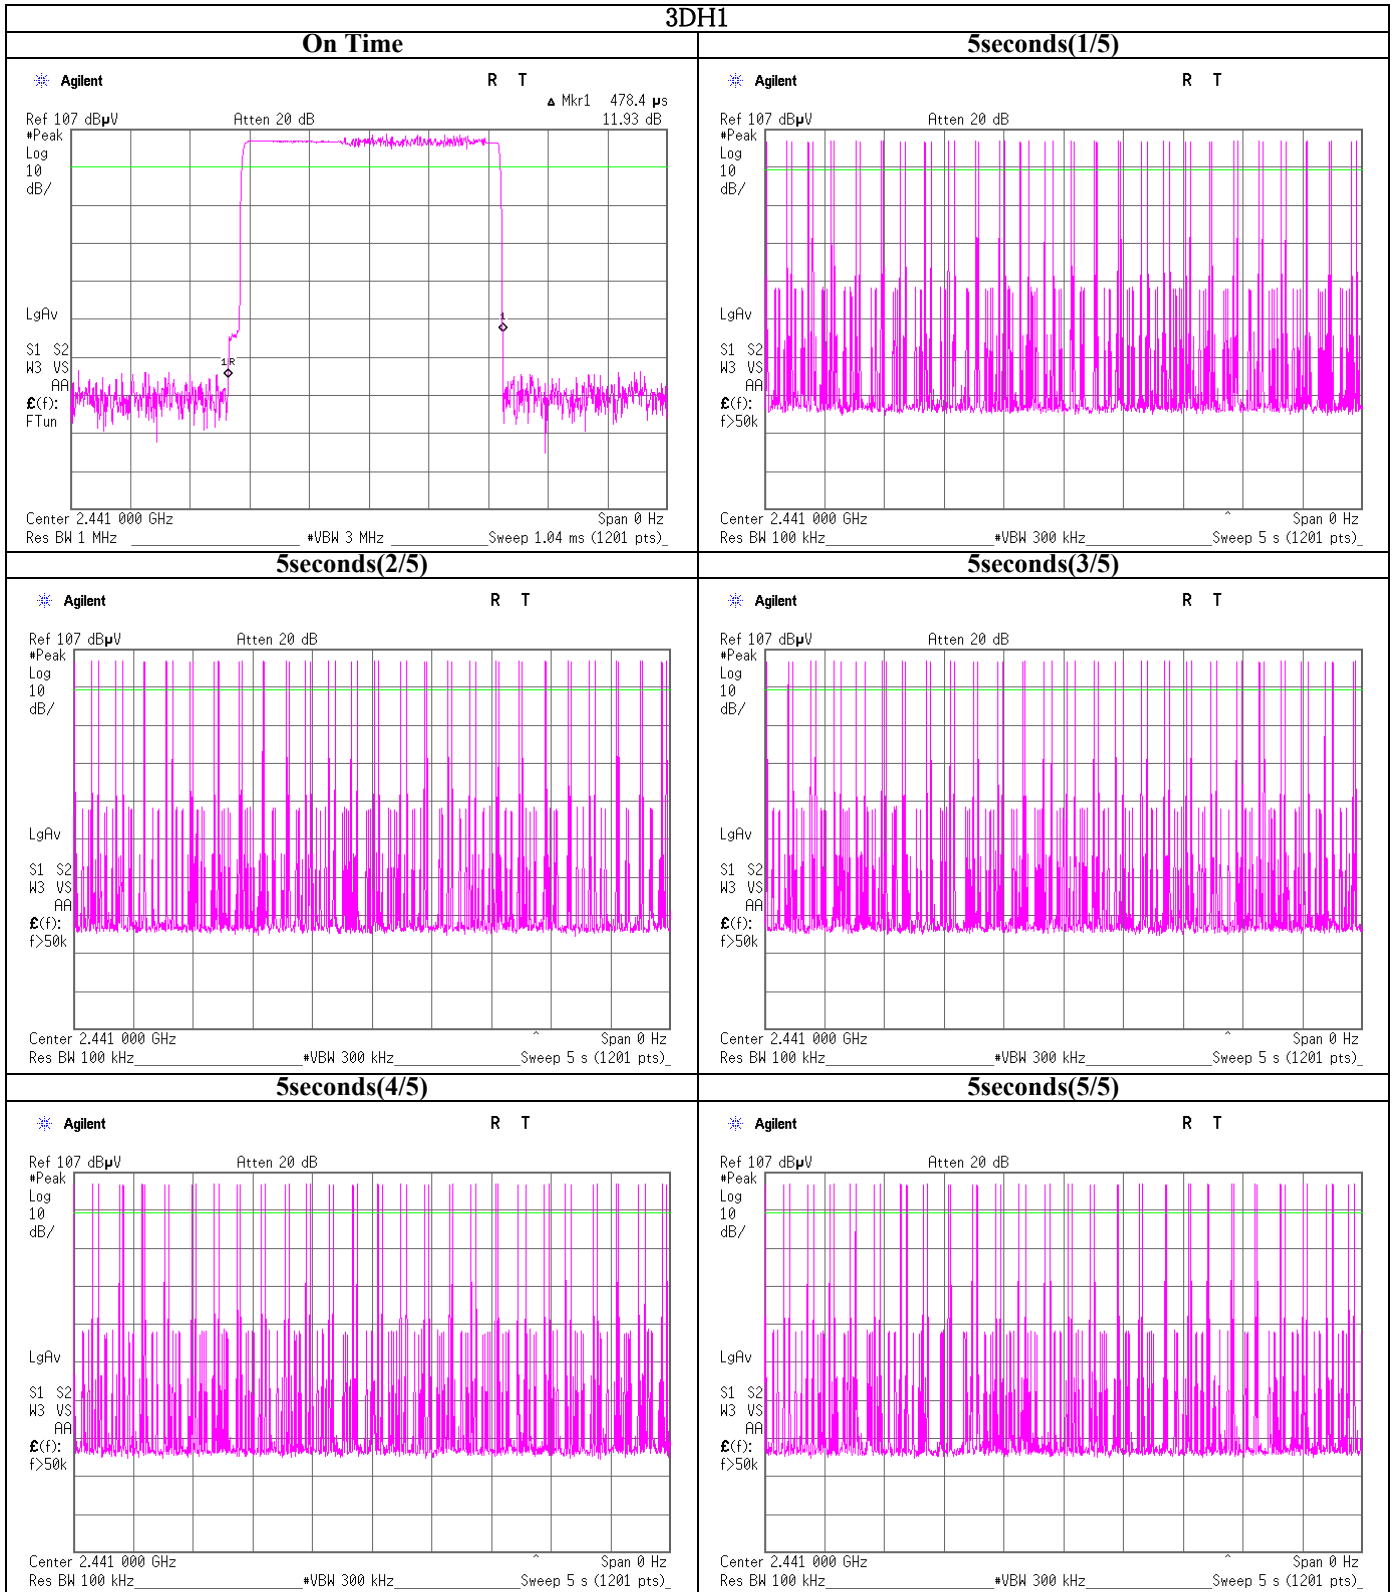 3DH1
On Time
5seconds(1/5)
Agilent
R T
Δ Mkr1 478.4 µs
Ref 107 dBµV
Atten 20 dB
11.93 dB
#Peak
Log
10
dB/
1
LgAv
1R
S1 S2
W3 VS
AA
£(f):
FTun
Center 2.441 000 GHz
Span 0 Hz
Res BW 1 MHz
#VBW 3 MHz
Sweep 1.04 ms (1201 pts)
Agilent
R T
Ref 107 dBµV
Atten 20 dB
#Peak
Log
10
dB/
LgAv
S1 S2
W3 VS
AA
£(f):
f>50k
Center 2.441 000 GHz
Span 0 Hz
Res BW 100 kHz
#VBW 300 kHz
Sweep 5 s (1201 pts)
5seconds(2/5)
5seconds(3/5)
Agilent
R T
Ref 107 dBµV
Atten 20 dB
#Peak
Log
10
dB/
LgAv
S1 S2
W3 VS
AA
£(f):
f>50k
Center 2.441 000 GHz
Span 0 Hz
Res BW 100 kHz
#VBW 300 kHz
Sweep 5 s (1201 pts)
Agilent
R T
Ref 107 dBµV
Atten 20 dB
#Peak
Log
10
dB/
LgAv
S1 S2
W3 VS
AA
£(f):
f>50k
Center 2.441 000 GHz
Span 0 Hz
Res BW 100 kHz
#VBW 300 kHz
Sweep 5 s (1201 pts)
5seconds(4/5)
5seconds(5/5)
Agilent
R T
Ref 107 dBµV
Atten 20 dB
#Peak
Log
10
dB/
LgAv
S1 S2
W3 VS
AA
£(f):
f>50k
Center 2.441 000 GHz
Span 0 Hz
Res BW 100 kHz
#VBW 300 kHz
Sweep 5 s (1201 pts)
Agilent
R T
Ref 107 dBµV
Atten 20 dB
#Peak
Log
10
dB/
LgAv
S1 S2
W3 VS
AA
£(f):
f>50k
Center 2.441 000 GHz
Span 0 Hz
Res BW 100 kHz
#VBW 300 kHz
Sweep 5 s (1201 pts)